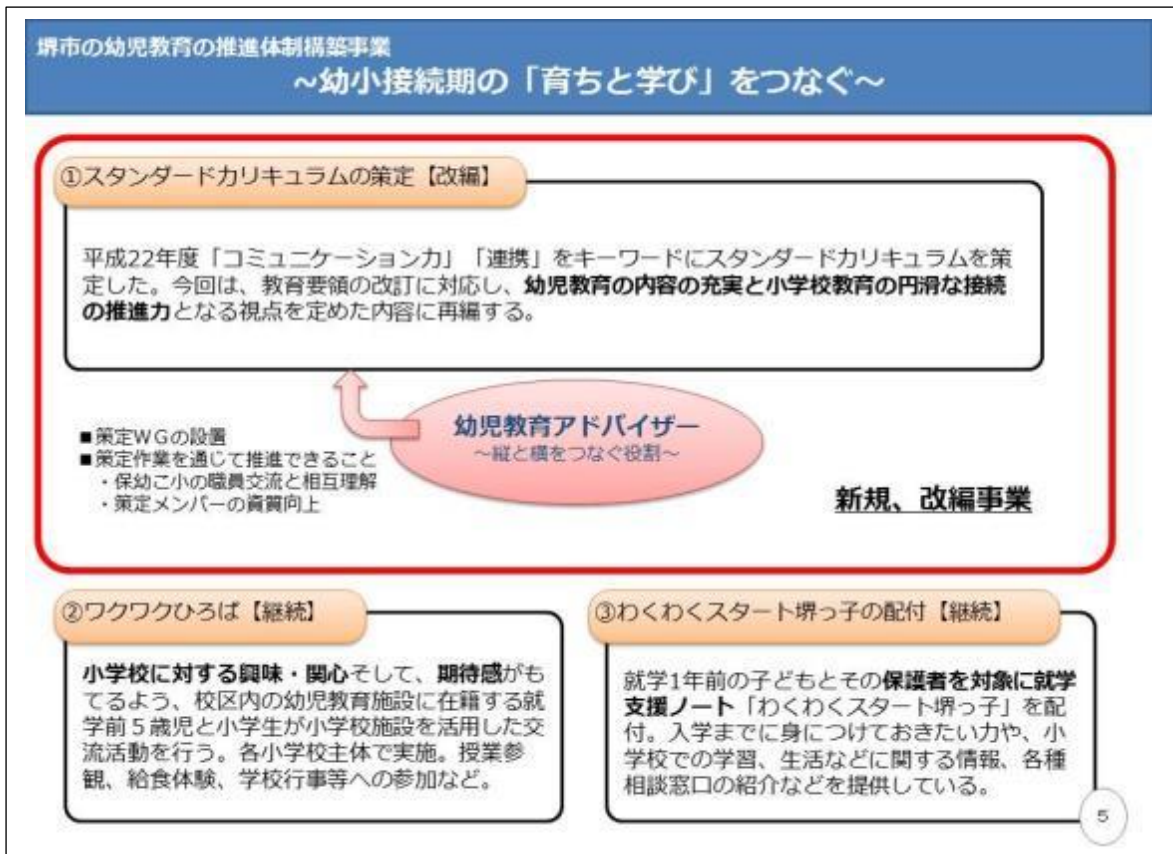 堺市の幼児教育の推進体制構築事業
~幼小接続期の「育ちと学び」をつなぐ~
①スタンダードカリキュラムの策定【改編】
平成22年度「コミュニケーション力」「連携」をキーワードにスタンダードカリキュラムを策
定した。今回は、教育要領の改訂に対応し、幼児教育の内容の充実と小学校教育の円滑な接続
の推進力となる視点を定めた内容に再編する。
幼児教育アドバイザー
～縦と横をつなぐ役割～
■策定ＷＧの設置
■策定作業を通じて推進できること
・保幼こ小の職員交流と相互理解
・策定メンバーの資質向上
新規、改編事業
②ワクワクひろば【継続】
小学校に対する興味・関心そして、期待感がも
てるよう、校区内の幼児教育施設に在籍する就
学前５歳児と小学生が小学校施設を活用した交
流活動を行う。各小学校主体で実施。授業参
観、給食体験、学校行事等への参加など。
③わくわくスタート堺っ子の配付【継続】
就学1年前の子どもとその保護者を対象に就学
支援ノート「わくわくスタート堺っ子」を配
付。入学までに身につけておきたい力や、小
学校での学習、生活などに関する情報、各種
相談窓口の紹介などを提供している。
5